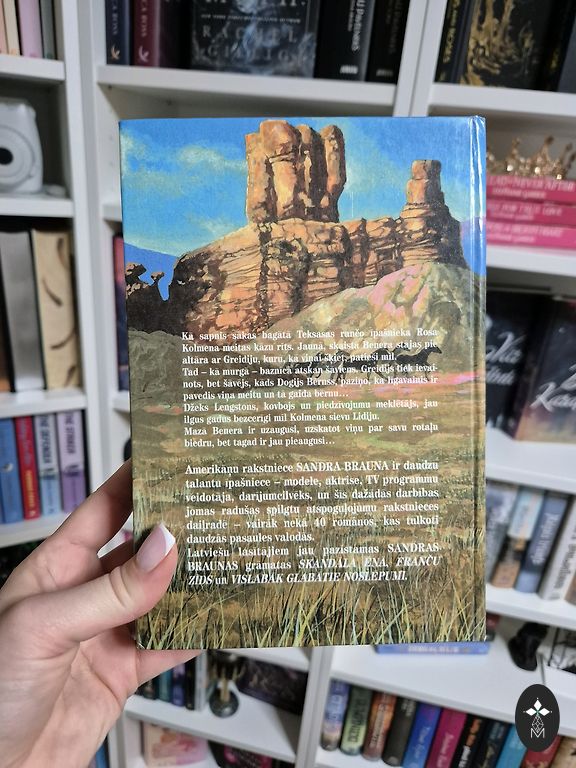 Kā sapnis sākas bagātā Teksasas rančo īpašnieka Rosa
Kolmena meitas kāzu rīts. Jaunā, skaistā Benera stājas pie
altāra ar Greidiju, kuru, kā viņai šķiet, patiesi mīl.
Tad – kā murgā – baznīcā atskan šāviens. Greidijs tiek ievai-
nots, bet šāvējs, kāds Dogijs Bērnss, paziņo, ka līgavainis ir
pavedis viņa meitu un tā gaida bērnu...
Džeks Lengstons, kovbojs un piedzīvojumu meklētājs, jau
ilgus gadus bezcerīgi mīl Kolmena sievu Lidiju.
Mazā Benera ir uzaugusi, uzskatot viņu par savu rotaļu
biedru, bet tagad ir jau pieaugusi...
Amerikāņu rakstniece SANDRA BRAUNA ir daudzu
talantu īpašniece – modele, aktrise, TV programmu
veidotāja, darījumcilvēks, un šīs dažādās darbības
jomas radušas spilgtu atspoguļojumu rakstnieces
daiļradē – vairāk nekā 40 romānos, kas tulkoti
daudzās pasaules valodās.
Latviešu lasītājiem jau pazīstamas SANDRAS
BRAUNAS grāmatas SKANDĀLA ĒNA, FRANČU
ZĪDS un VISLABĀK GLABĀTIE NOSLĒPUMI.